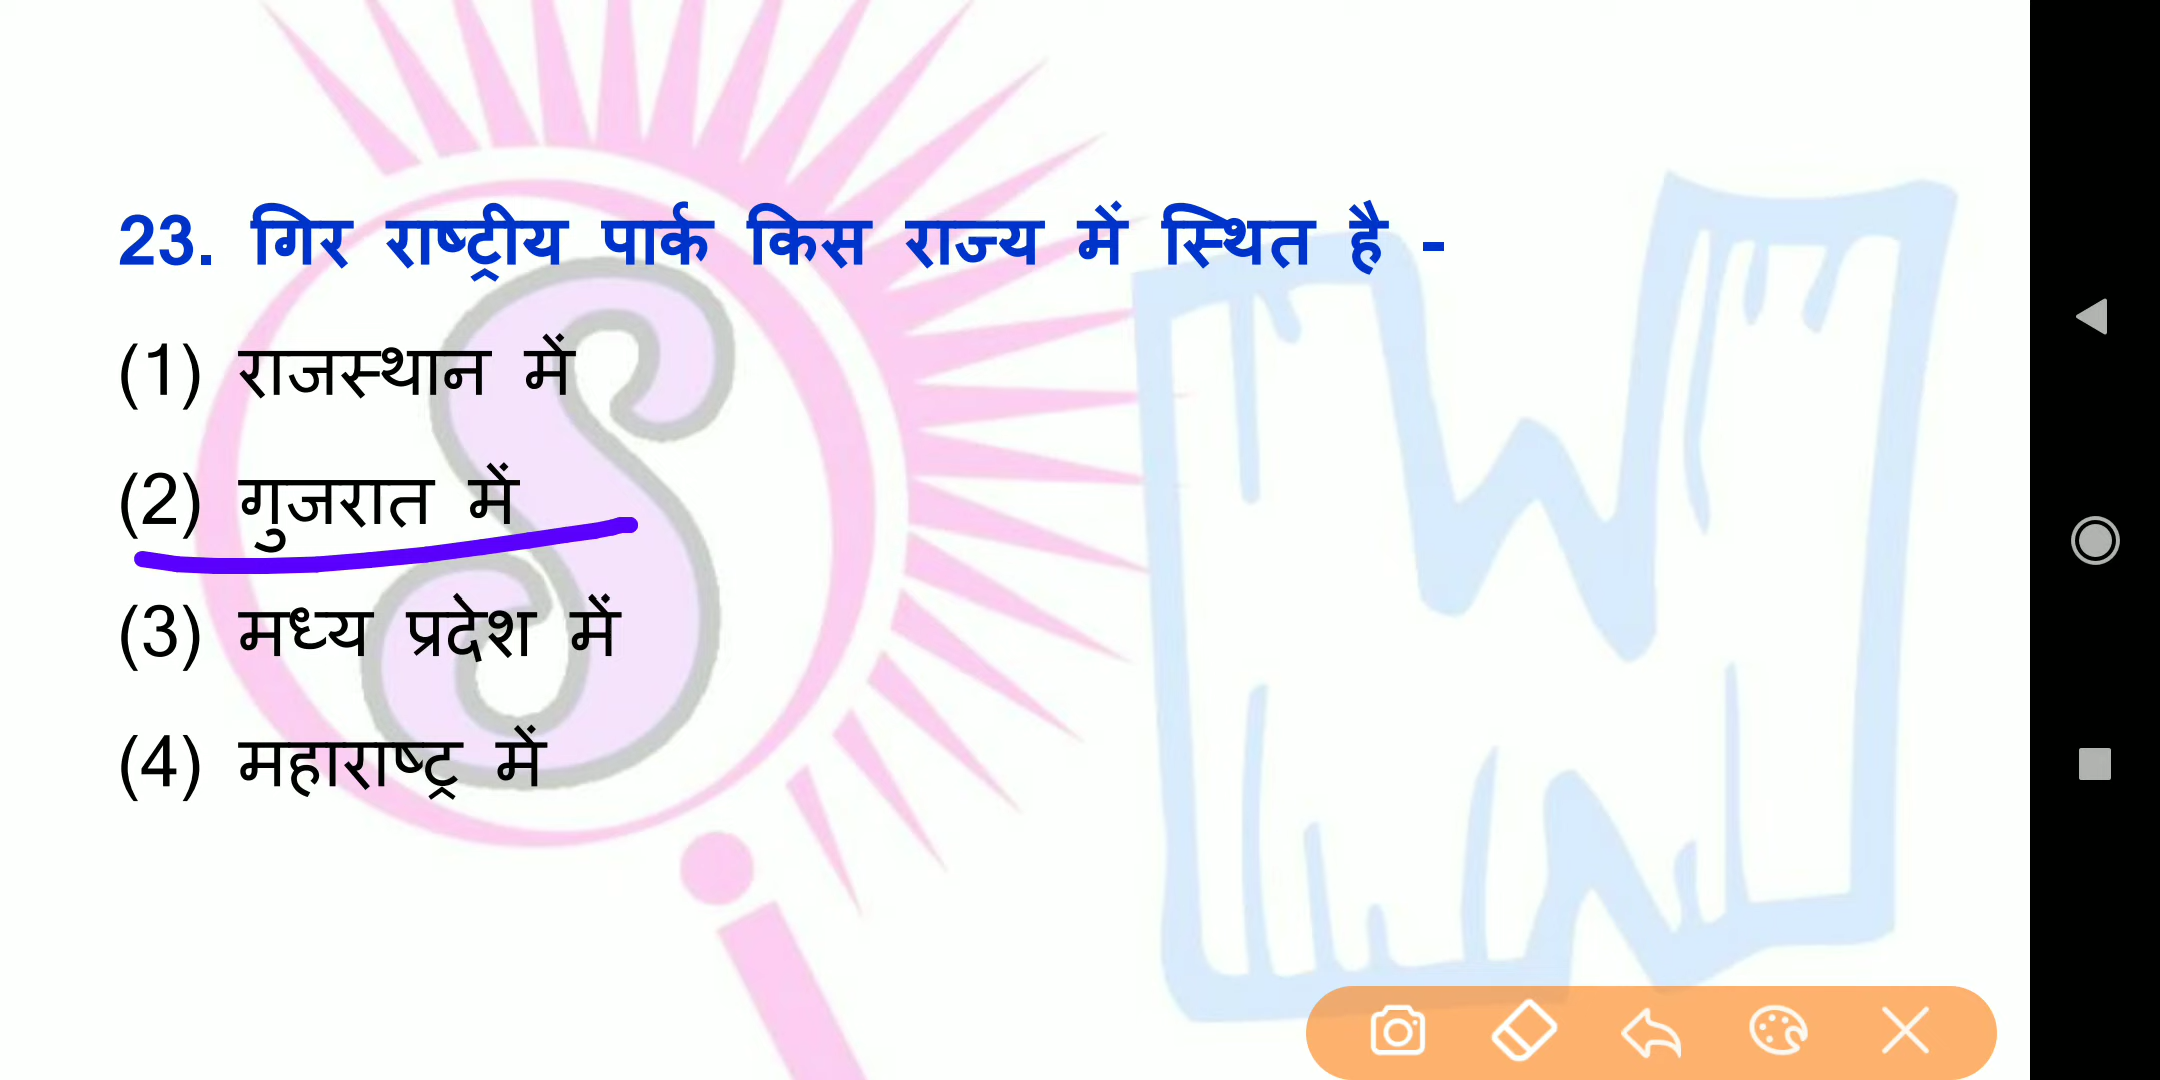 23. गिर राष्ट्रीय पार्क किस राज्य में स्थित है -
(1) राजस्थान में
(2) गुजरात में
(3) मध्य प्रदेश में
(4) महाराष्ट्र में